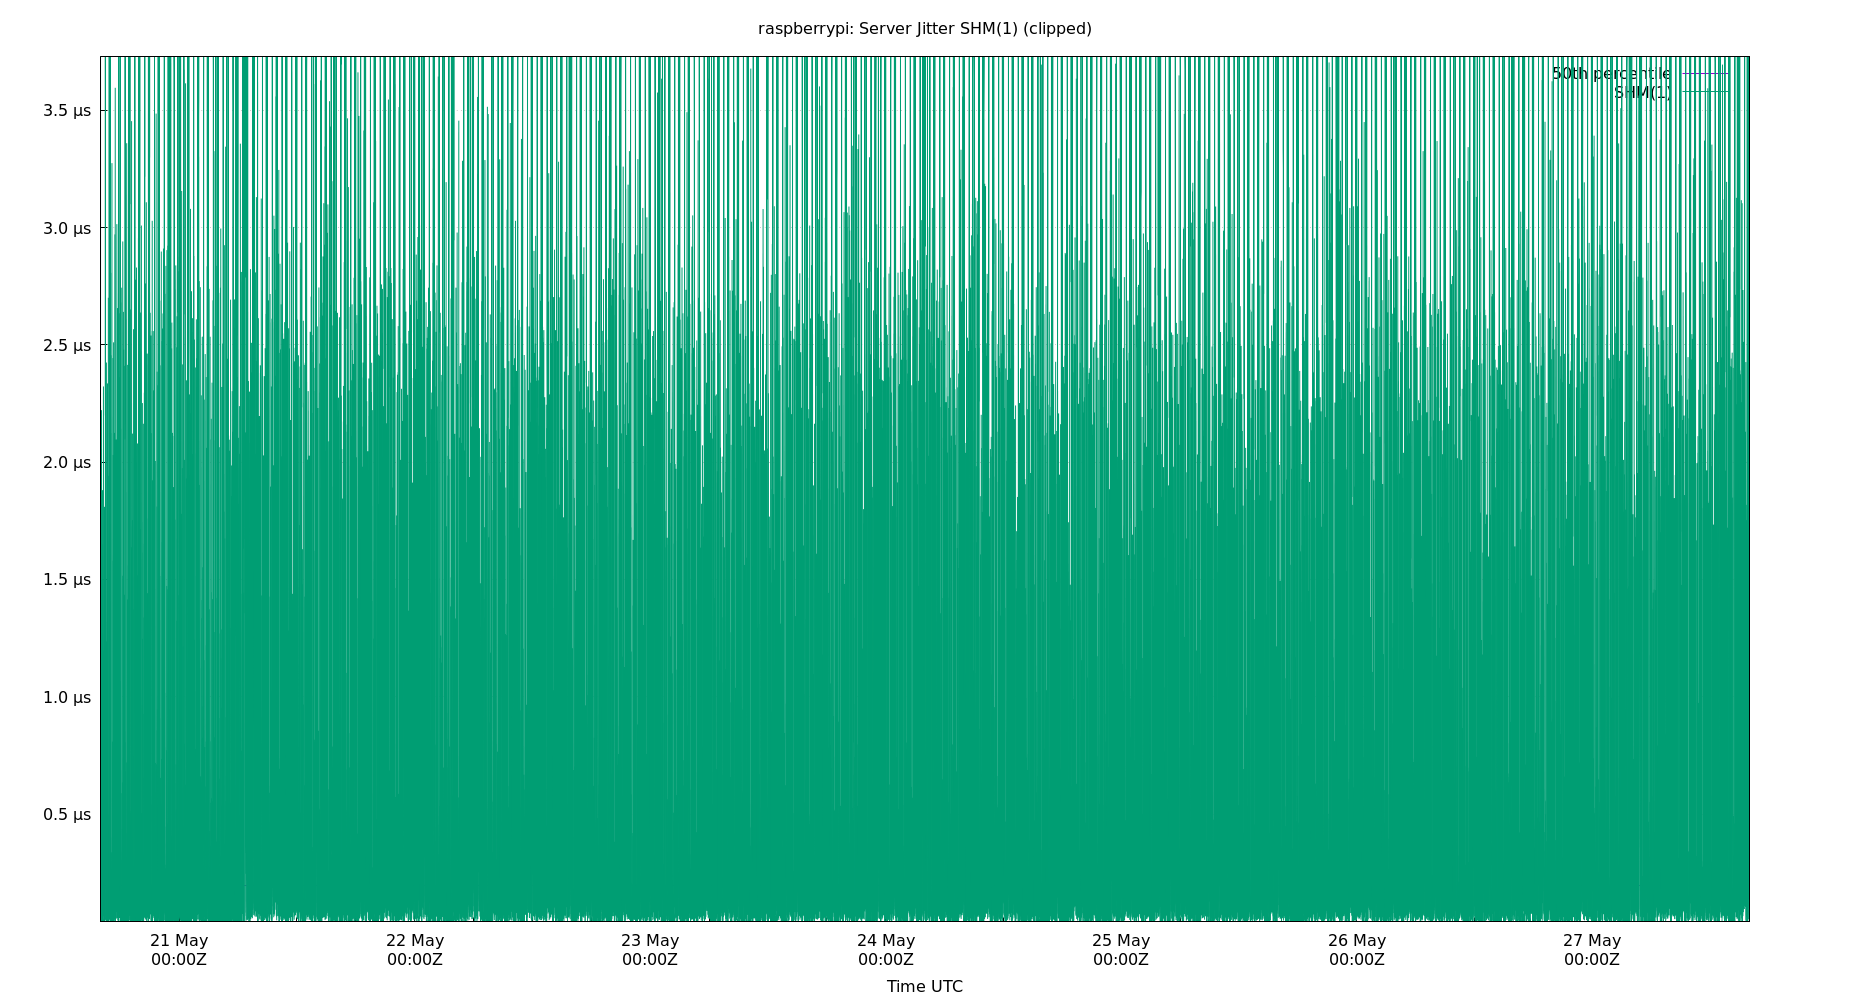 raspberrypi: Server Jitter SHM(1) (clipped)
50th percentile
SHM(1)
3.5 µs
3.0 µs
2.5 µs
2.0 µs
1.5 µs
1.0 µs
0.5 µs
21 May 22 May 23 May 24 May 25 May 26 May 27 May
00:00Z 00:00Z 00:00Z 00:00Z 00:00Z 00:00Z 00:00Z
Time UTC